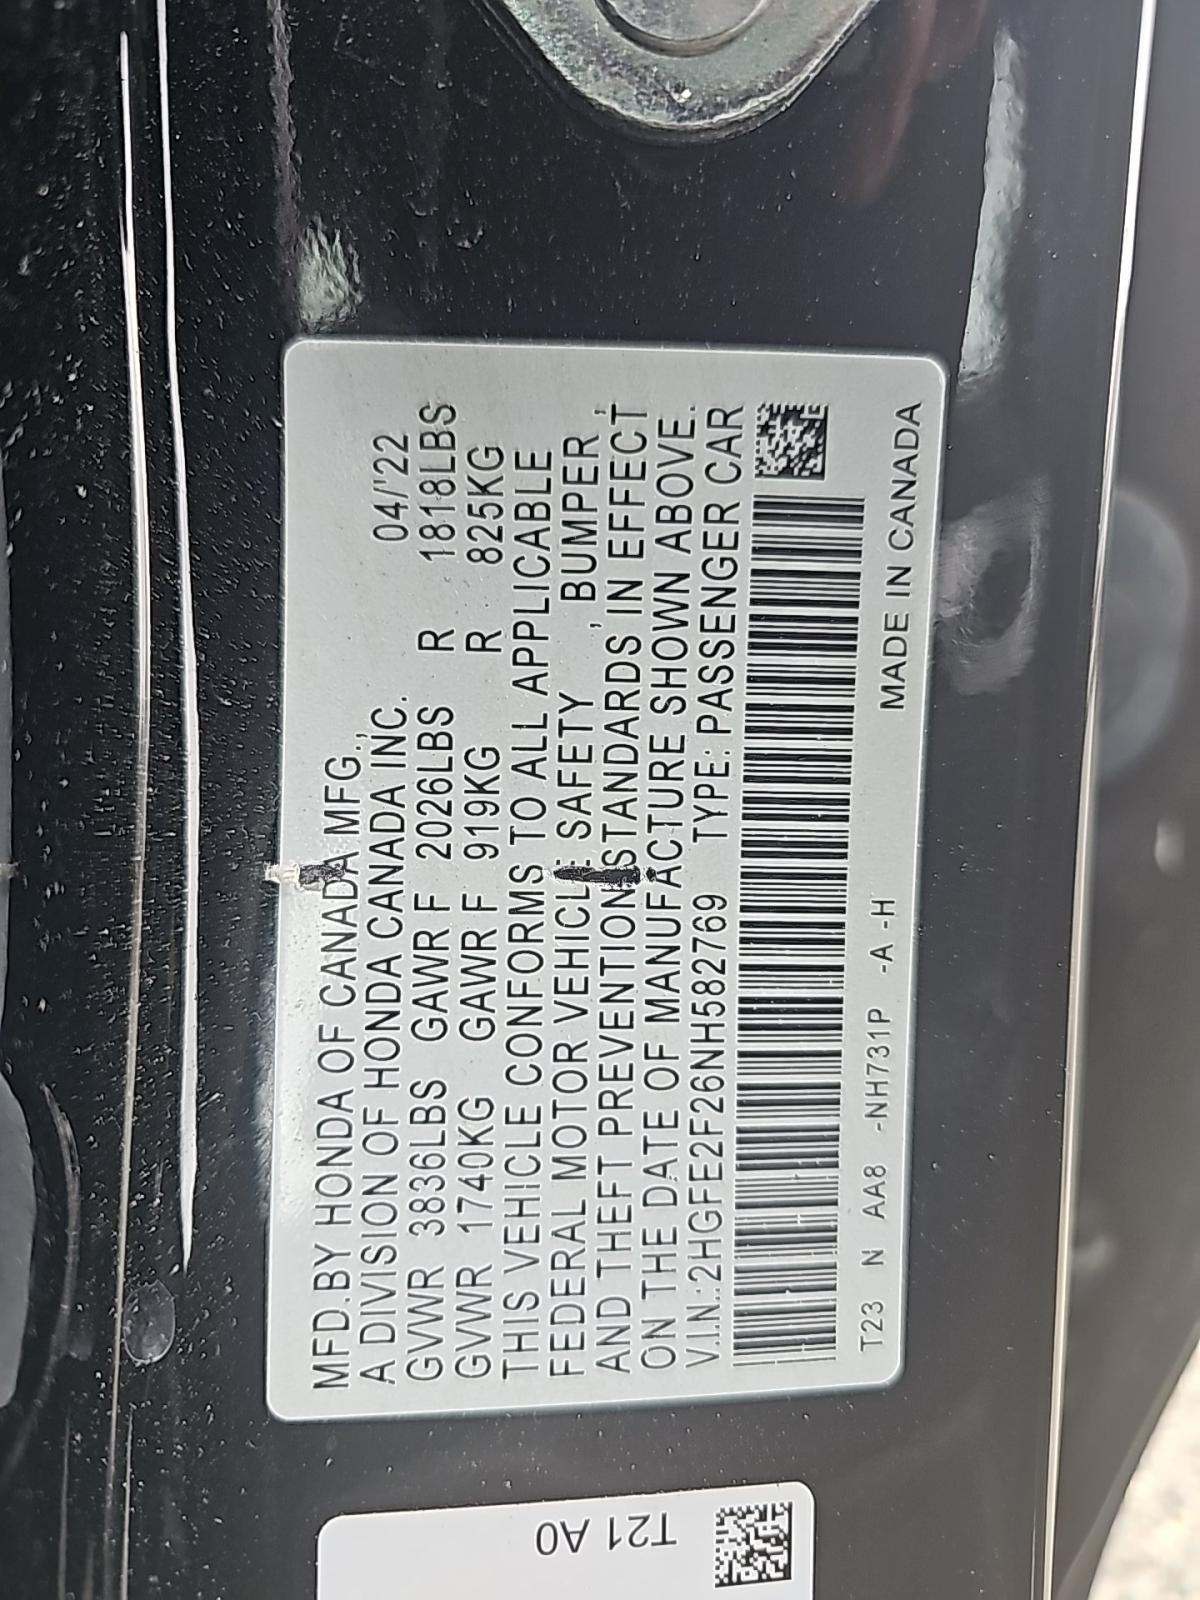 MFD.BY HONDA OF CANADA MFG.,
A DIVISION OF HONDA CANADA INC. 04/'22
GVWR 3836LBS GAWR F 2026LBS R 1818LBS
GVWR 1740KG GAWR F 919KG R 825KG
THIS VEHICLE CONFORMS TO ALL APPLICABLE
FEDERAL MOTOR VEHICLE SAFETY , BUMPER ,
AND THEFT PREVENTION STANDARDS IN EFFECT
ON THE DATE OF MANUFACTURE SHOWN ABOVE.
V.I.N.:2HGFE2F26NH582769 TYPE: PASSENGER CAR
T23 N AA8 -NH731P -A -H MADE IN CANADA
T21 A0